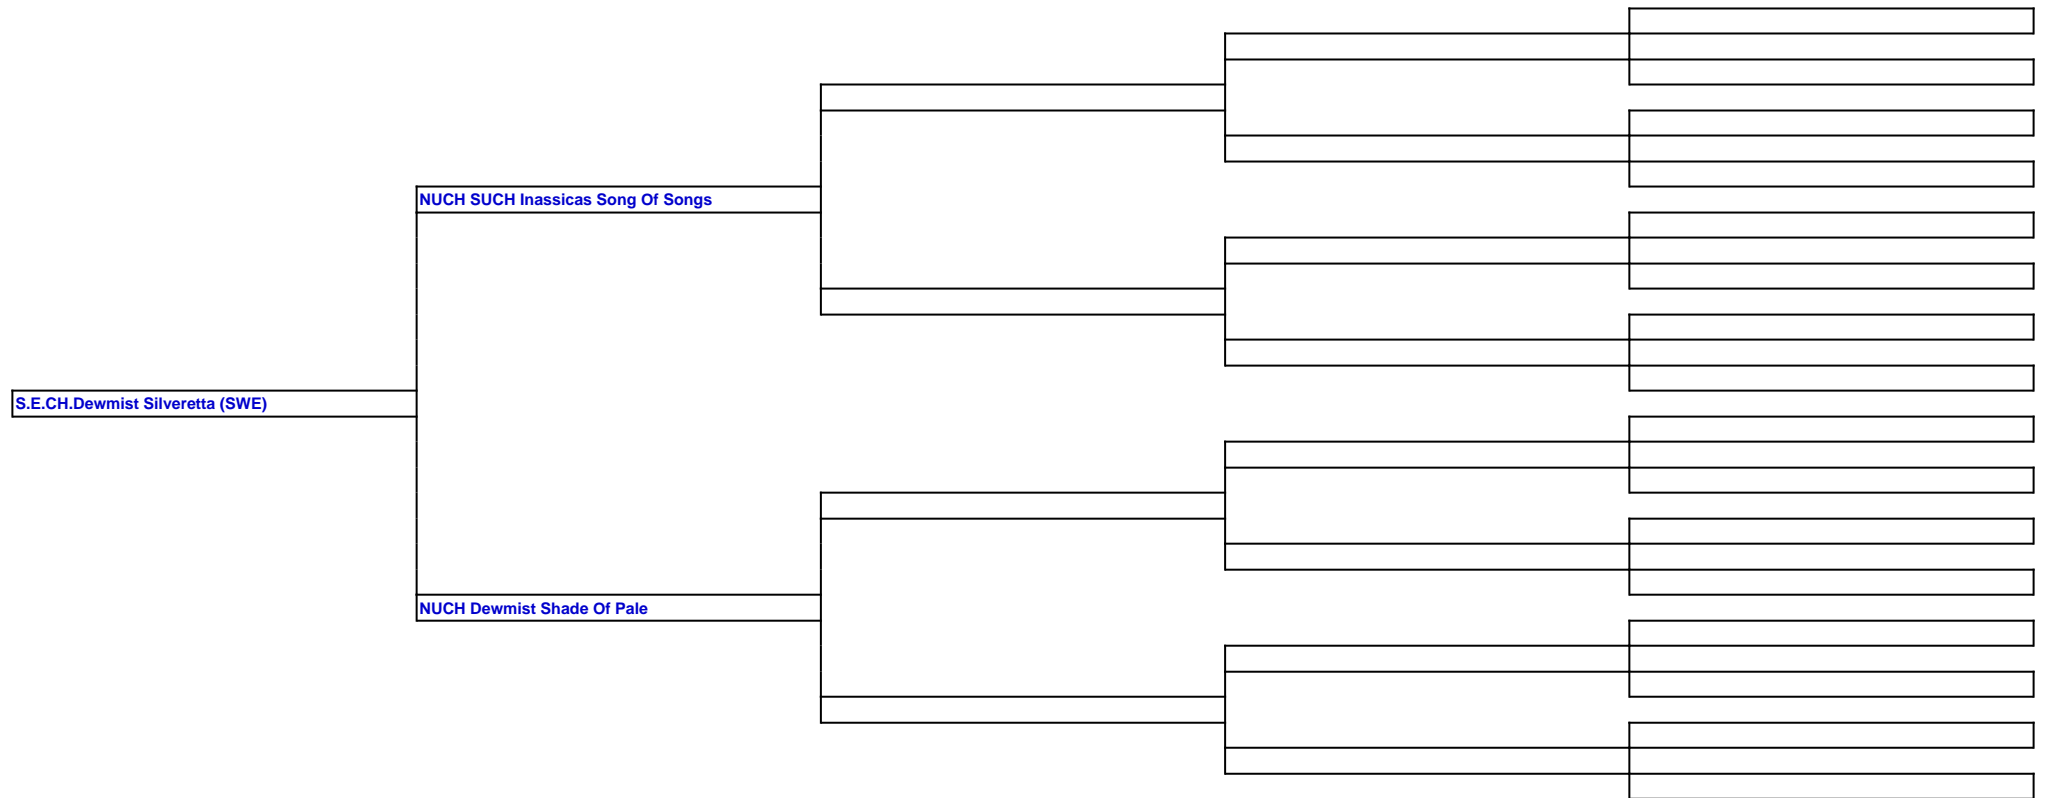 NUCH SUCH Inassicas Song Of Songs
S.E.CH.Dewmist Silveretta (SWE)
NUCH Dewmist Shade Of Pale